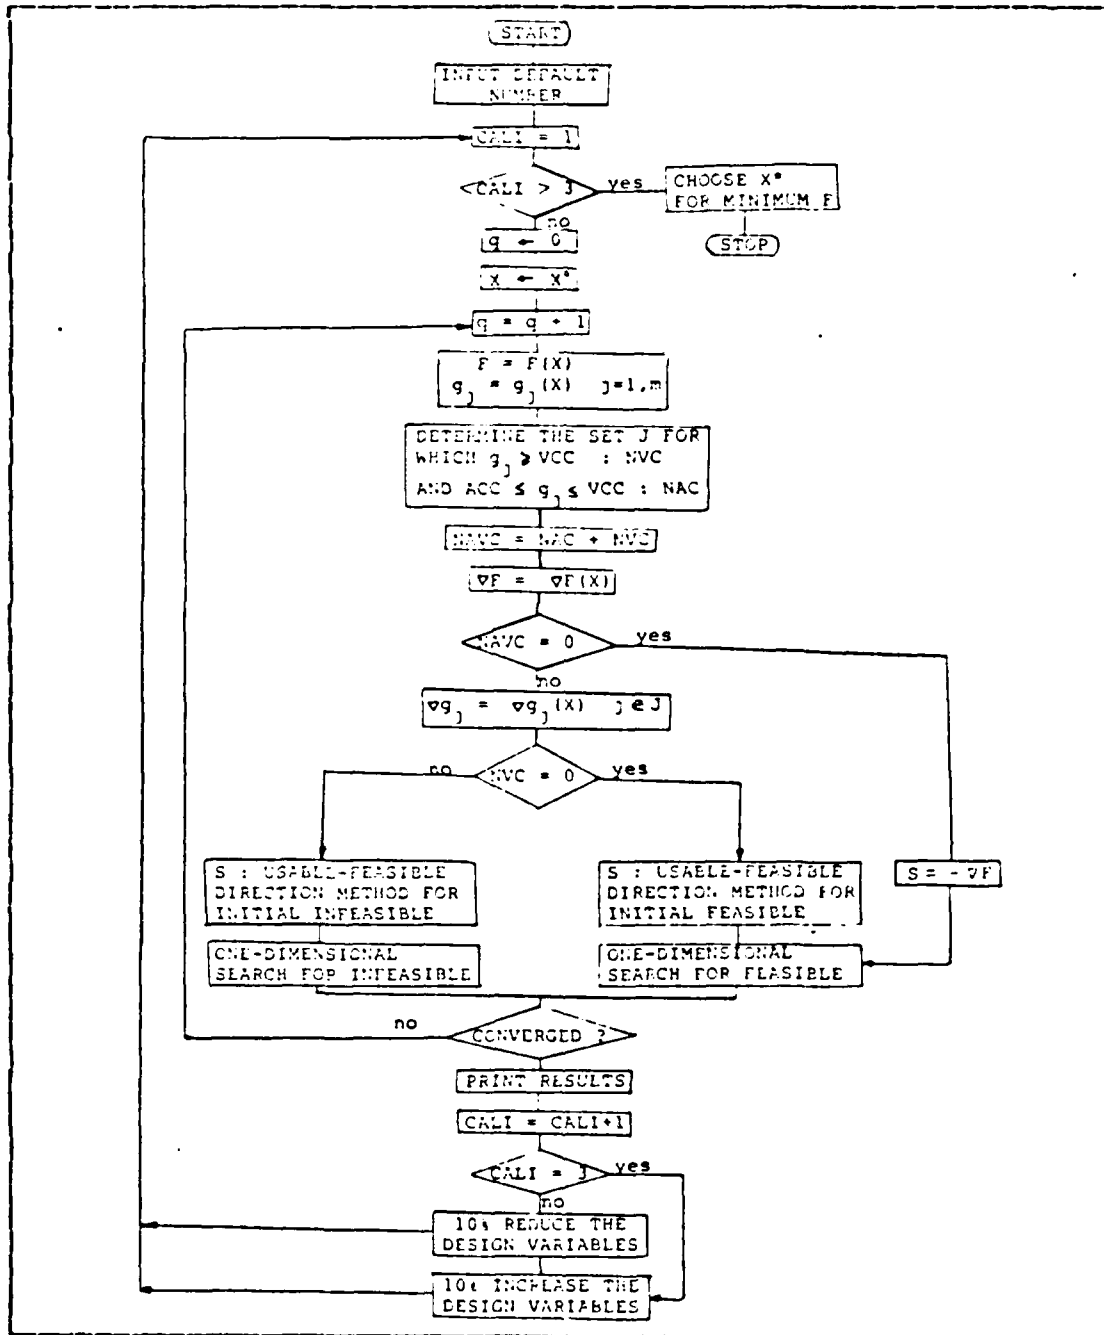 START
INPUT DEFAULT
NUMBER
CALI = 1
CALI > 3
yes
CHOOSE X*
FOR MINIMUM F
no
STOP
q ← 0
X ← X*
q = q + 1
F = F(X)
g_j = g_j(X) j=1,m
DETERMINE THE SET J FOR
WHICH g_j ≥ VCC : NVC
AND ACC ≤ g_j ≤ VCC : NAC
NAVC = NAC + NVC
∇F = ∇F(X)
NAVC = 0
yes
no
∇g_j = ∇g_j(X) j e J
no
NVC = 0
yes
S : USABLE-FEASIBLE
DIRECTION METHOD FOR
INITIAL INFEASIBLE
S : USABLE-FEASIBLE
DIRECTION METHOD FOR
INITIAL FEASIBLE
S = - ∇F
ONE-DIMENSIONAL
SEARCH FOR INFEASIBLE
ONE-DIMENSIONAL
SEARCH FOR FEASIBLE
no
CONVERGED ?
PRINT RESULTS
CALI = CALI+1
CALI = 3
yes
no
10% REDUCE THE
DESIGN VARIABLES
10% INCREASE THE
DESIGN VARIABLES